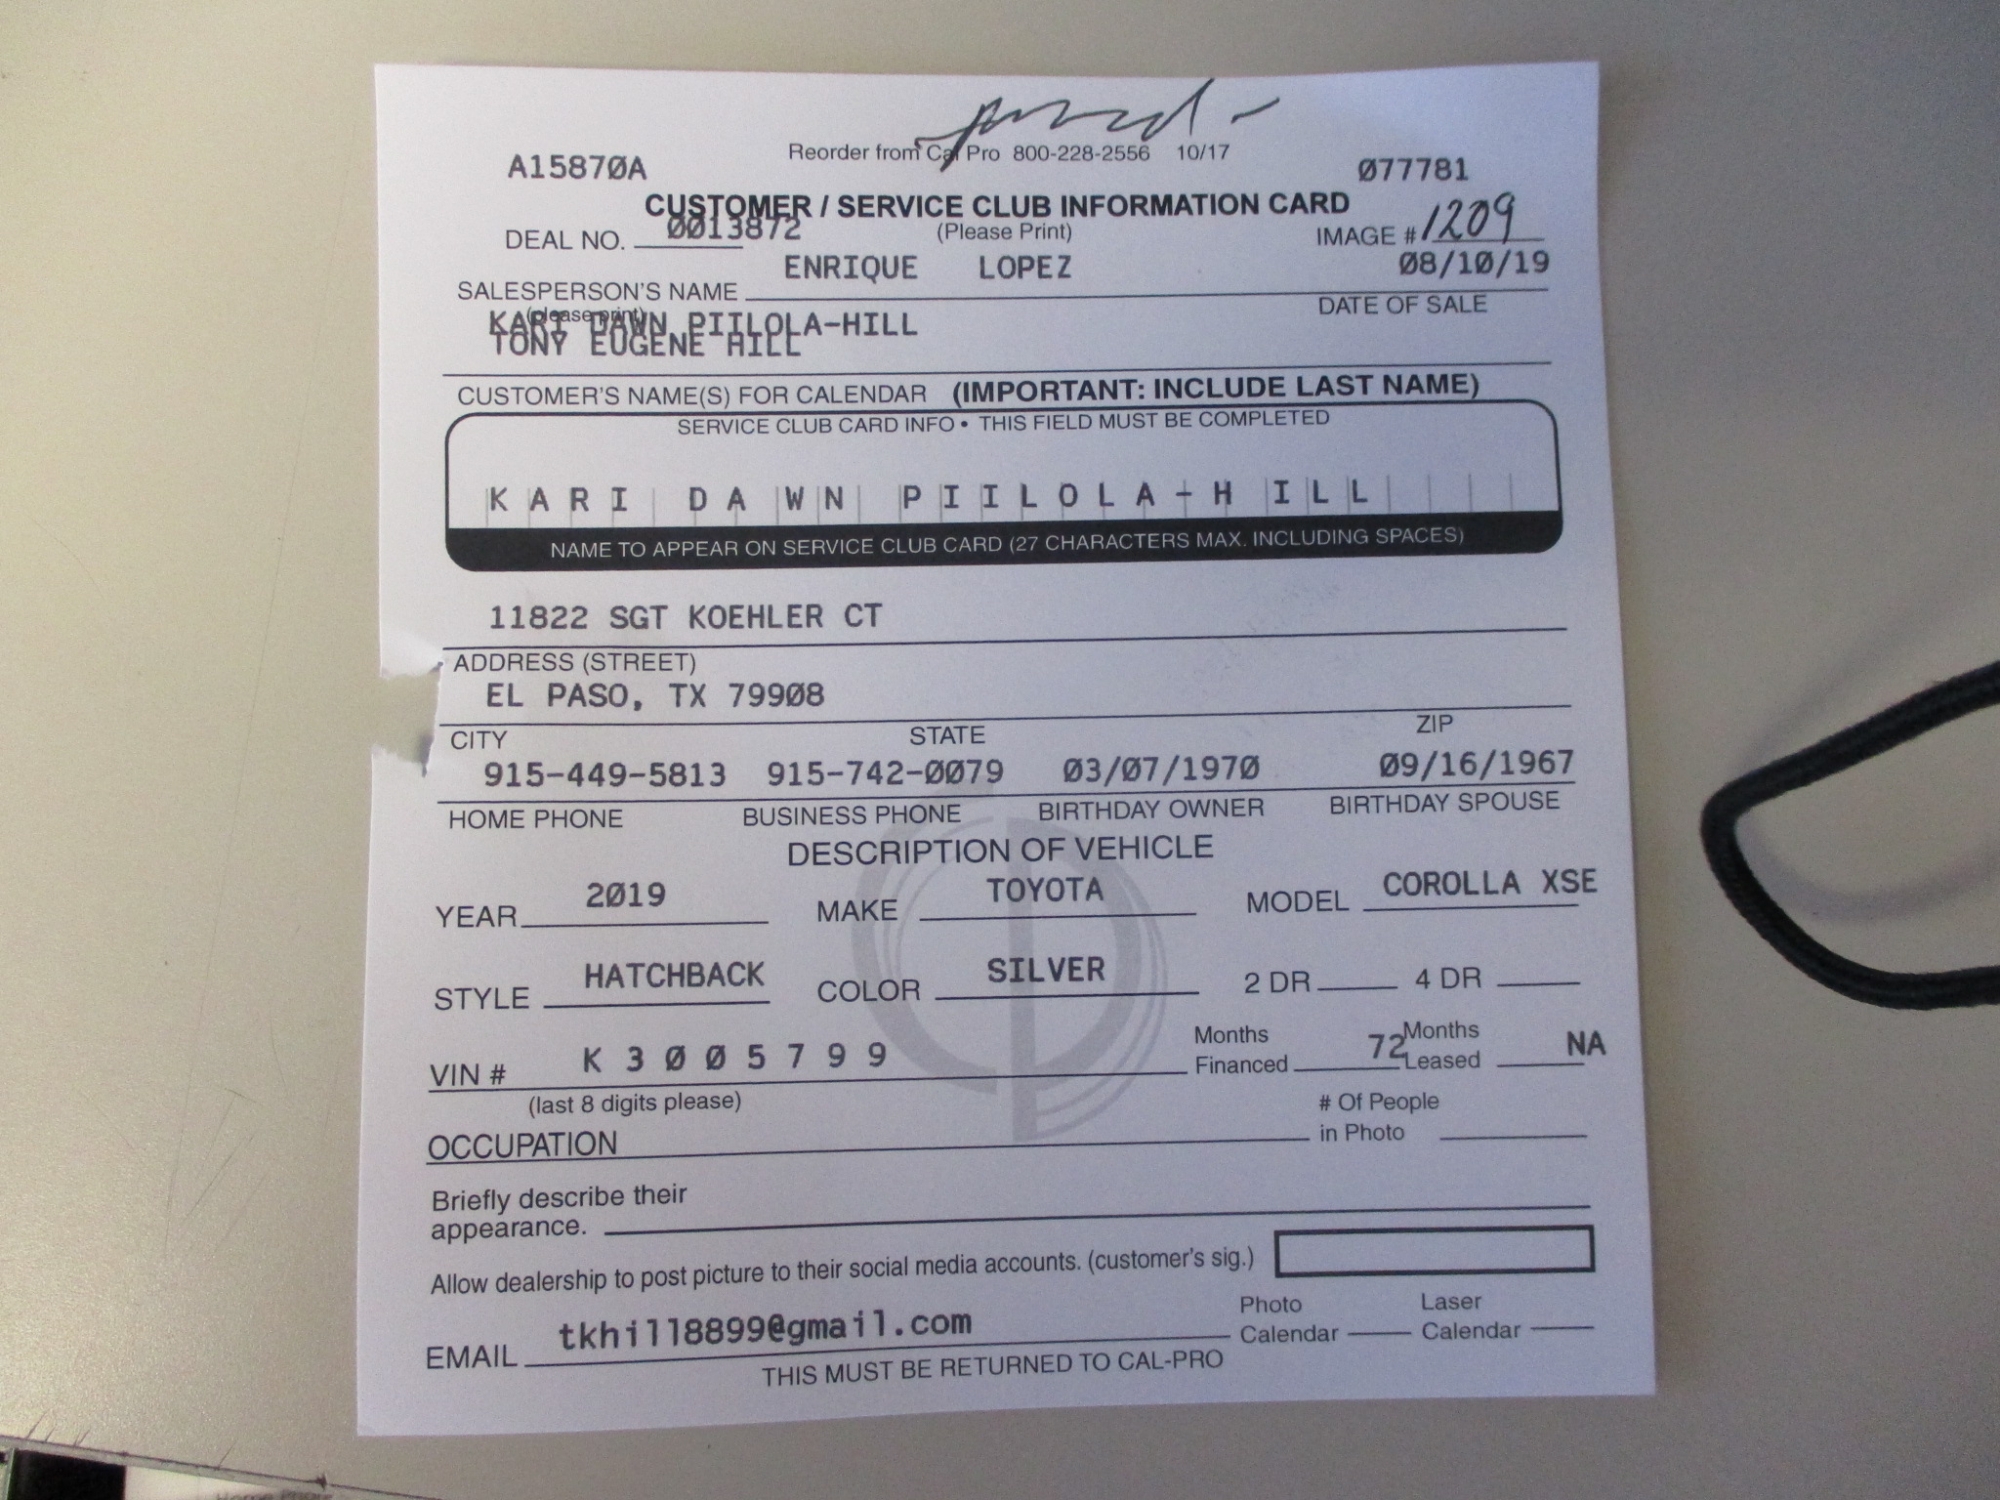 Reorder from Cal Pro 800-228-2556 10/17
A15870A 077781
CUSTOMER / SERVICE CLUB INFORMATION CARD
DEAL NO. 0013872 (Please Print) IMAGE # 1209
ENRIQUE LOPEZ 08/10/19
SALESPERSON'S NAME DATE OF SALE
(please print)
KARI DAWN PIILOLA-HILL
TONY EUGENE HILL
CUSTOMER'S NAME(S) FOR CALENDAR (IMPORTANT: INCLUDE LAST NAME)
SERVICE CLUB CARD INFO • THIS FIELD MUST BE COMPLETED
KARI DAWN PIILOLA-HILL
NAME TO APPEAR ON SERVICE CLUB CARD (27 CHARACTERS MAX. INCLUDING SPACES)
11822 SGT KOEHLER CT
ADDRESS (STREET)
EL PASO, TX 79908
CITY STATE ZIP
915-449-5813 915-742-0079 03/07/1970 09/16/1967
HOME PHONE BUSINESS PHONE BIRTHDAY OWNER BIRTHDAY SPOUSE
DESCRIPTION OF VEHICLE
YEAR 2019 MAKE TOYOTA MODEL COROLLA XSE
STYLE HATCHBACK COLOR SILVER 2 DR 4 DR
VIN # K3005799 Months Financed 72 Months Leased NA
(last 8 digits please)
OCCUPATION # Of People in Photo
Briefly describe their
appearance.
Allow dealership to post picture to their social media accounts. (customer's sig.)
EMAIL tkhill8899@gmail.com Photo Calendar Laser Calendar
THIS MUST BE RETURNED TO CAL-PRO